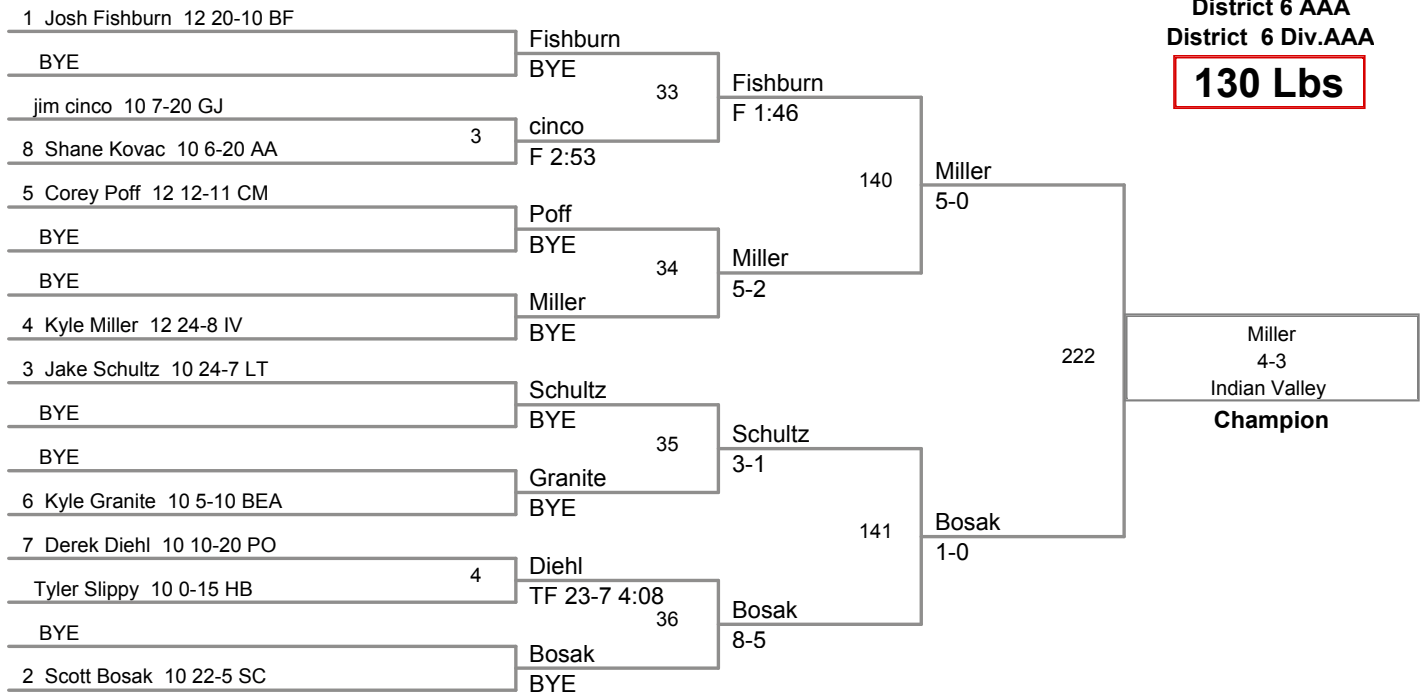 District 6 AAA
District 6 Div.AAA
130 Lbs
1 Josh Fishburn 12 20-10 BF
BYE
jim cinco 10 7-20 GJ
8 Shane Kovac 10 6-20 AA
5 Corey Poff 12 12-11 CM
BYE
BYE
4 Kyle Miller 12 24-8 IV
3 Jake Schultz 10 24-7 LT
BYE
BYE
6 Kyle Granite 10 5-10 BEA
7 Derek Diehl 10 10-20 PO
Tyler Slippy 10 0-15 HB
BYE
2 Scott Bosak 10 22-5 SC
3
4
Fishburn
BYE
cinco
F 2:53
Poff
BYE
Miller
BYE
Schultz
BYE
Granite
BYE
Diehl
TF 23-7 4:08
Bosak
BYE
33
34
35
36
Fishburn
F 1:46
Miller
5-2
Schultz
3-1
Bosak
8-5
140
141
Miller
5-0
Bosak
1-0
222
Miller
4-3
Indian Valley
Champion